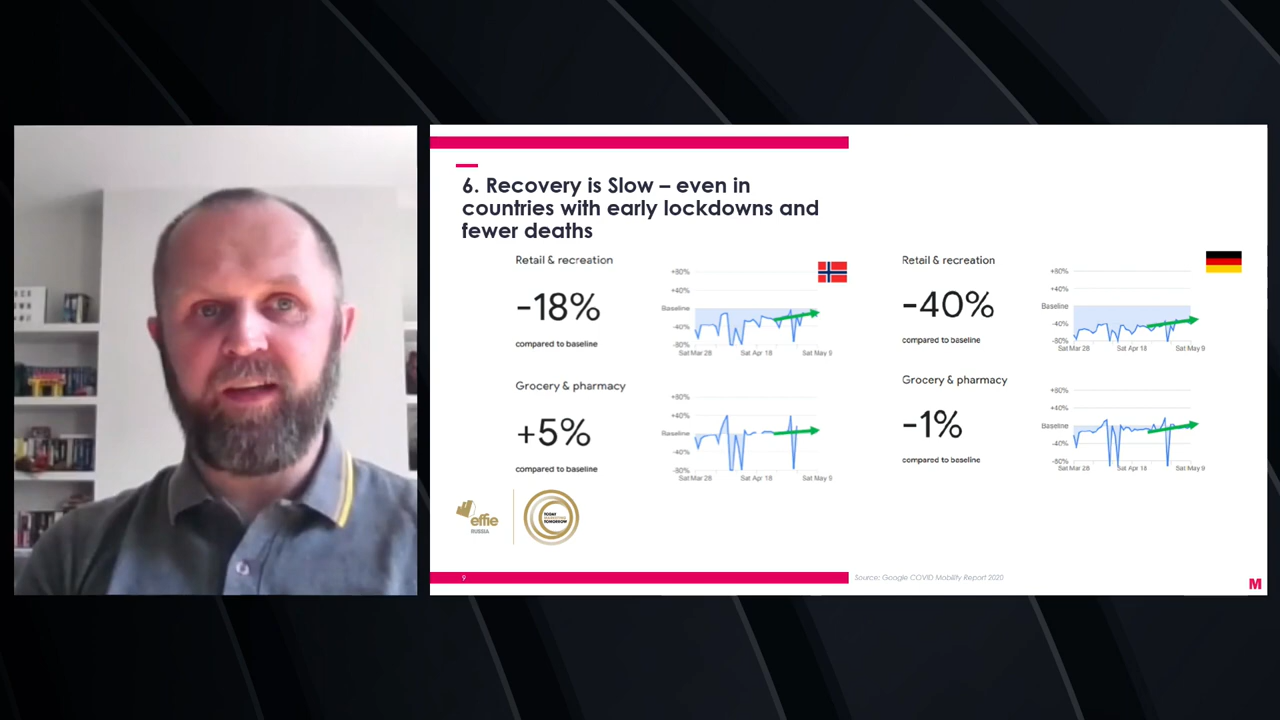 6. Recovery is Slow – even in
countries with early lockdowns and
fewer deaths
Retail & recreation
-18%
compared to baseline
+80%
+40%
Baseline
-40%
-80%
Sat Mar 28
Sat Apr 18
Sat May 9
Grocery & pharmacy
+5%
compared to baseline
+80%
+40%
Baseline
-40%
-80%
Sat Mar 28
Sat Apr 18
Sat May 9
Retail & recreation
-40%
compared to baseline
+80%
+40%
Baseline
-40%
-80%
Sat Mar 28
Sat Apr 18
Sat May 9
Grocery & pharmacy
-1%
compared to baseline
+80%
+40%
Baseline
-40%
-80%
Sat Mar 28
Sat Apr 18
Sat May 9
effie
RUSSIA
TODAY
MARKETING
TOMORROW
9
Source: Google COVID Mobility Report 2020
M